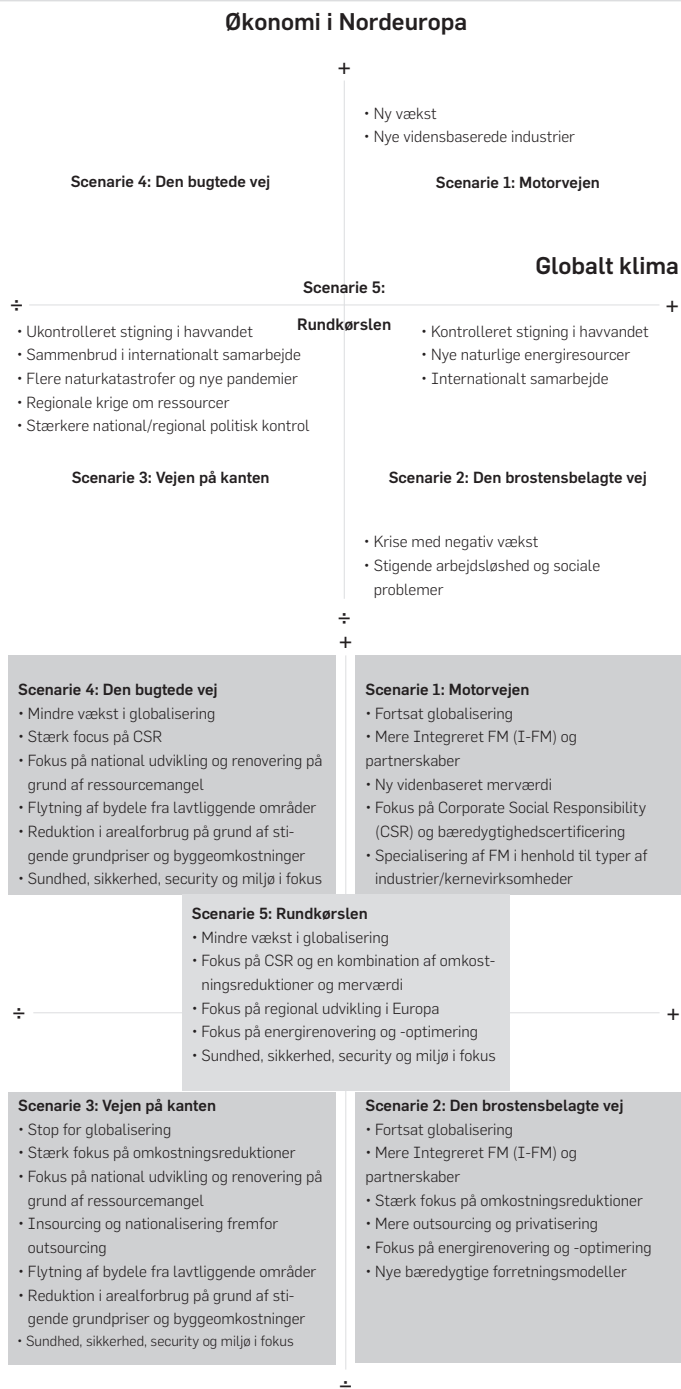 Økonomi i Nordeuropa
+
• Ny vækst
• Nye vidensbaserede industrier
Scenarie 4: Den bugtede vej
Scenarie 1: Motorvejen
Globalt klima
Scenarie 5:
÷
+
Rundkørslen
• Ukontrolleret stigning i havvandet
• Sammenbrud i internationalt samarbejde
• Flere naturkatastrofer og nye pandemier
• Regionale krige om ressourcer
• Stærkere national/regional politisk kontrol
• Kontrolleret stigning i havvandet
• Nye naturlige energiresourcer
• Internationalt samarbejde
Scenarie 3: Vejen på kanten
Scenarie 2: Den brostensbelagte vej
• Krise med negativ vækst
• Stigende arbejdsløshed og sociale
problemer
÷
+
Scenarie 4: Den bugtede vej
• Mindre vækst i globalisering
• Stærk focus på CSR
• Fokus på national udvikling og renovering på
grund af ressourcemangel
• Flytning af bydele fra lavtliggende områder
• Reduktion i arealforbrug på grund af sti-
gende grundpriser og byggeomkostninger
• Sundhed, sikkerhed, security og miljø i fokus
Scenarie 1: Motorvejen
• Fortsat globalisering
• Mere Integreret FM (I-FM) og
partnerskaber
• Ny videnbaseret merværdi
• Fokus på Corporate Social Responsibility
(CSR) og bæredygtighedscertificering
• Specialisering af FM i henhold til typer af
industrier/kernevirksomheder
Scenarie 5: Rundkørslen
• Mindre vækst i globalisering
• Fokus på CSR og en kombination af omkost-
ningsreduktioner og merværdi
• Fokus på regional udvikling i Europa
• Fokus på energirenovering og -optimering
• Sundhed, sikkerhed, security og miljø i fokus
÷
+
Scenarie 3: Vejen på kanten
• Stop for globalisering
• Stærk fokus på omkostningsreduktioner
• Fokus på national udvikling og renovering på
grund af ressourcemangel
• Insourcing og nationalisering fremfor
outsourcing
• Flytning af bydele fra lavtliggende områder
• Reduktion i arealforbrug på grund af sti-
gende grundpriser og byggeomkostninger
• Sundhed, sikkerhed, security og miljø i fokus
Scenarie 2: Den brostensbelagte vej
• Fortsat globalisering
• Mere Integreret FM (I-FM) og
partnerskaber
• Stærk fokus på omkostningsreduktioner
• Mere outsourcing og privatisering
• Fokus på energirenovering og -optimering
• Nye bæredygtige forretningsmodeller
÷